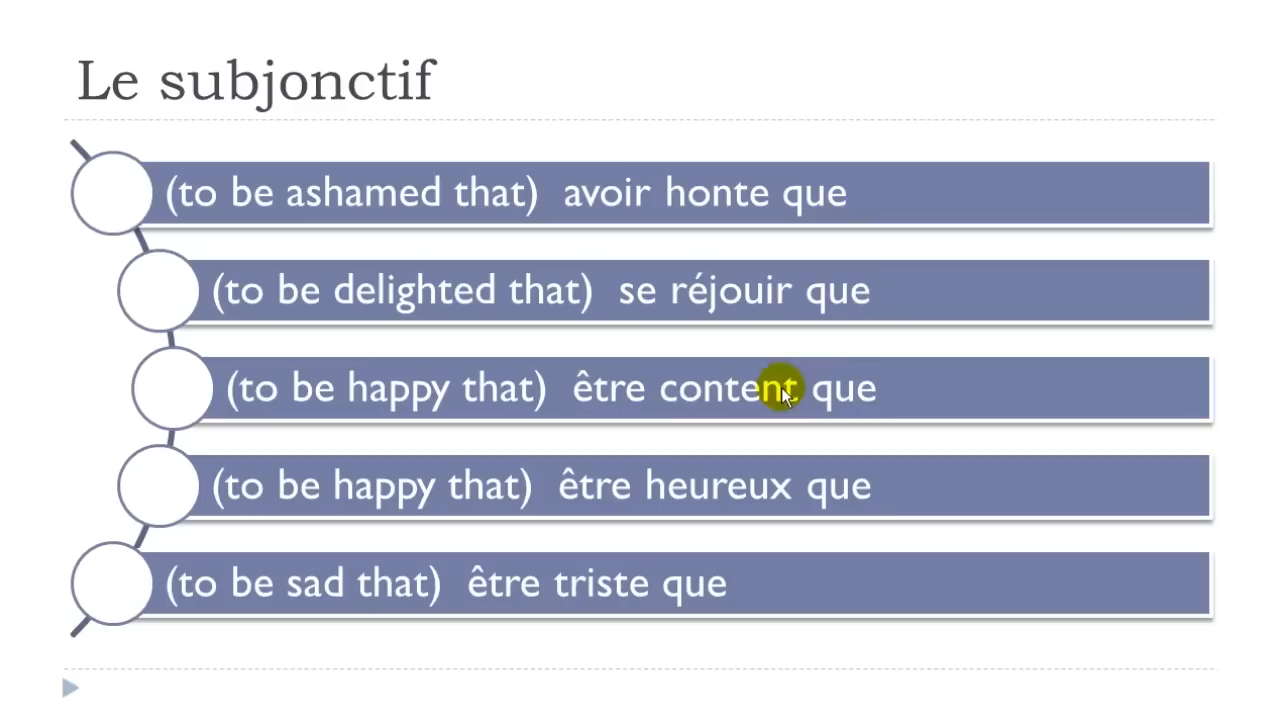 Le subjonctif
(to be ashamed that) avoir honte que
(to be delighted that) se réjouir que
(to be happy that) être content que
(to be happy that) être heureux que
(to be sad that) être triste que